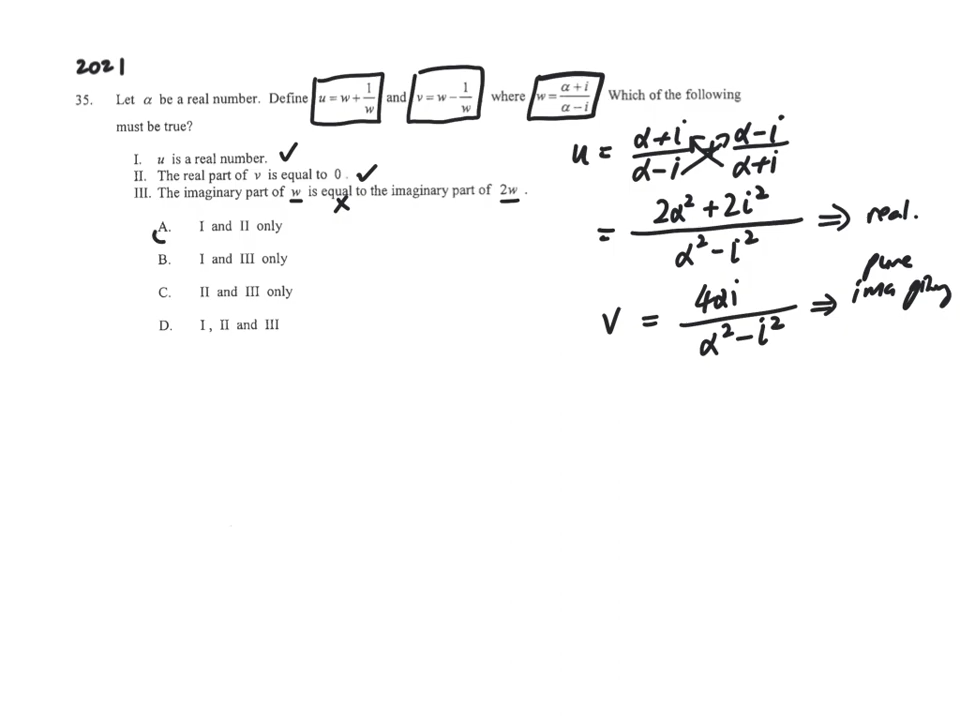 2021
35. Let α be a real number. Define u = w + 1/w and v = w − 1/w where w = (α + i)/(α − i) Which of the following
must be true?
I. u is a real number. ✓
II. The real part of v is equal to 0 . ✓
III. The imaginary part of w is equal to the imaginary part of 2w . ✗
A. I and II only
B. I and III only
C. II and III only
D. I , II and III
u = (α+i)/(α−i) (α−i)/(α+i)
= (2α² + 2i²)/(α² − i²) ⇒ real.
v = 4αi/(α² − i²) ⇒ pure